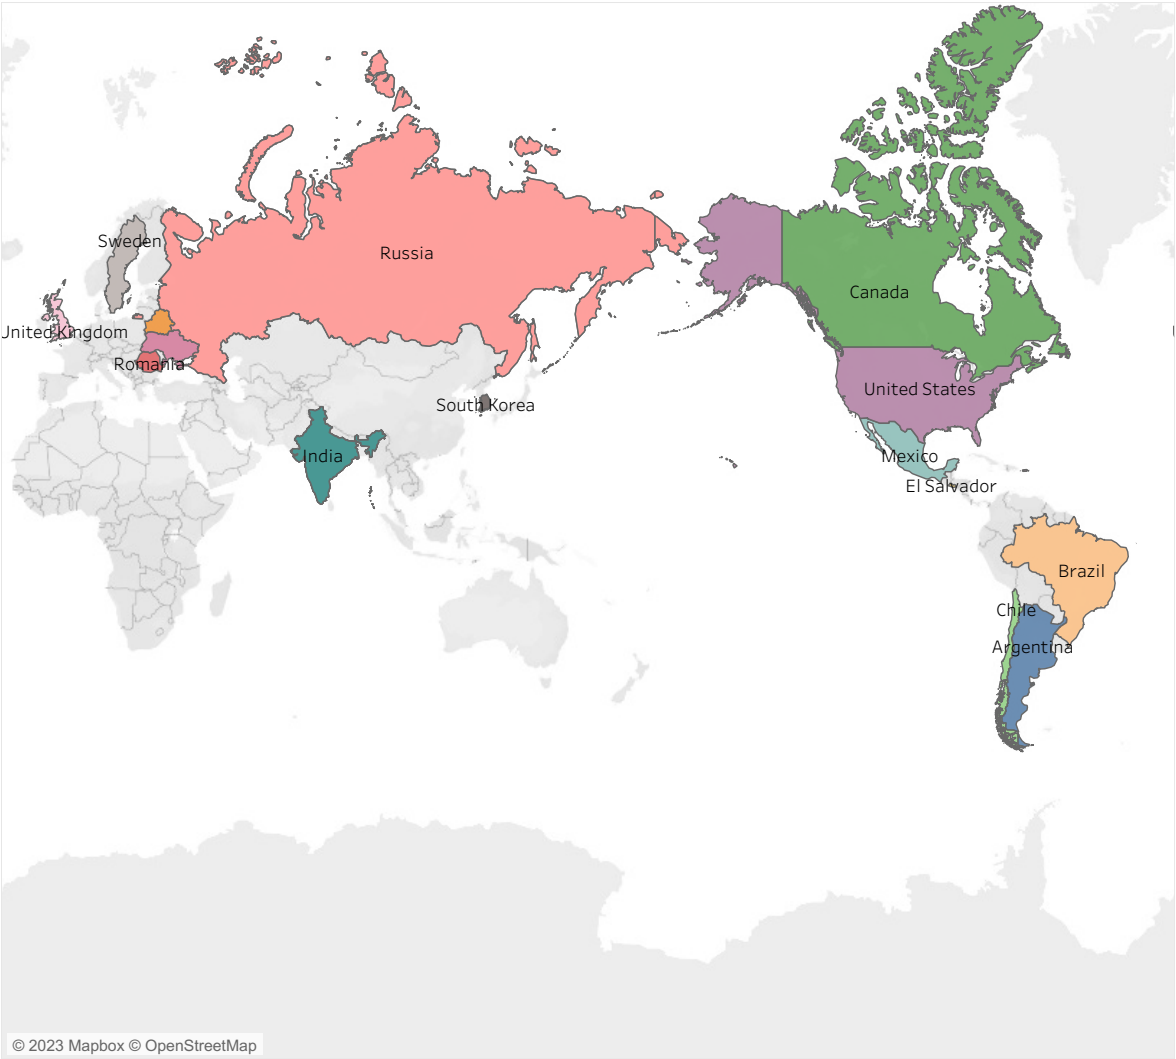 Sweden
Russia
Canada
United Kingdom
Romania
United States
South Korea
India
Mexico
El Salvador
Brazil
Chile
Argentina
© 2023 Mapbox © OpenStreetMap